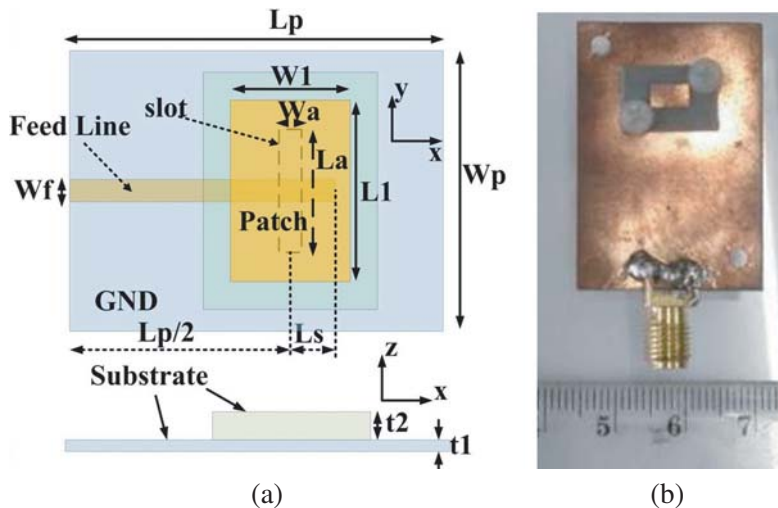 Lp
W1
y
slot
Wa
Feed Line
x
La
Wp
Wf
L1
Patch
GND
Lp/2
Ls
z
Substrate
x
t2
t1
5 6 7
(a)
(b)